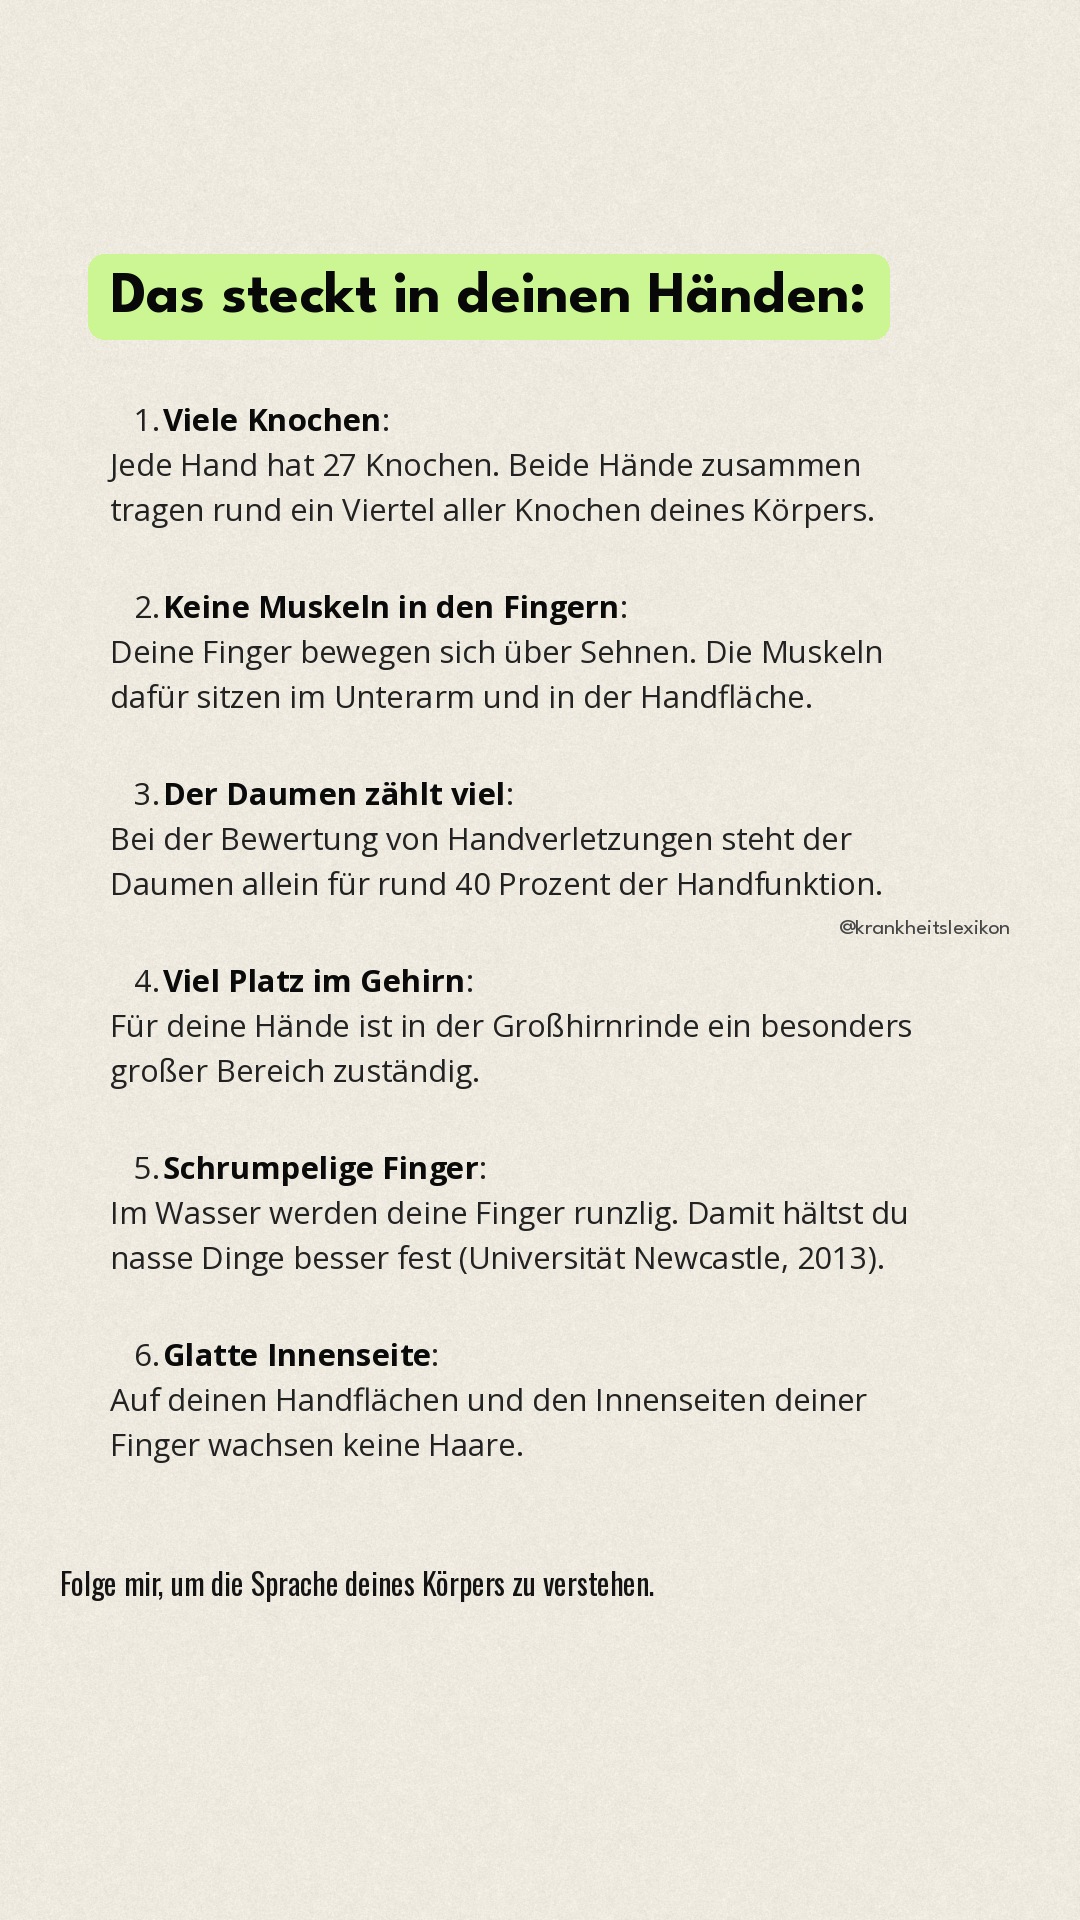 Das steckt in deinen Händen:
1. Viele Knochen:
Jede Hand hat 27 Knochen. Beide Hände zusammen
tragen rund ein Viertel aller Knochen deines Körpers.
2. Keine Muskeln in den Fingern:
Deine Finger bewegen sich über Sehnen. Die Muskeln
dafür sitzen im Unterarm und in der Handfläche.
3. Der Daumen zählt viel:
Bei der Bewertung von Handverletzungen steht der
Daumen allein für rund 40 Prozent der Handfunktion.
@krankheitslexikon
4. Viel Platz im Gehirn:
Für deine Hände ist in der Großhirnrinde ein besonders
großer Bereich zuständig.
5. Schrumpelige Finger:
Im Wasser werden deine Finger runzlig. Damit hältst du
nasse Dinge besser fest (Universität Newcastle, 2013).
6. Glatte Innenseite:
Auf deinen Handflächen und den Innenseiten deiner
Finger wachsen keine Haare.
Folge mir, um die Sprache deines Körpers zu verstehen.